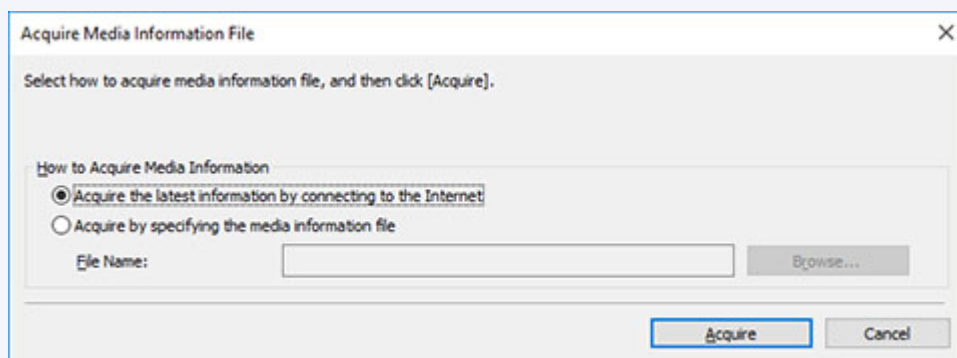 Acquire Media Information File
Select how to acquire media information file, and then click [Acquire].
How to Acquire Media Information
Acquire the latest information by connecting to the Internet
Acquire by specifying the media information file
File Name:
Browse...
Acquire Cancel